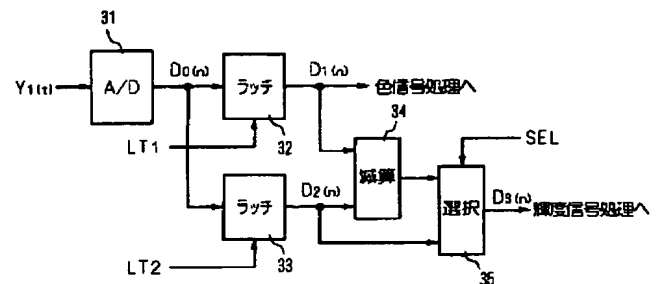 31
Y1(t)
A/D
D0(n)
ラッチ
D1(n)
色信号処理へ
LT1
32
34
減算
SEL
ラッチ
D2(n)
選択
D3(n)
輝度信号処理へ
LT2
33
35